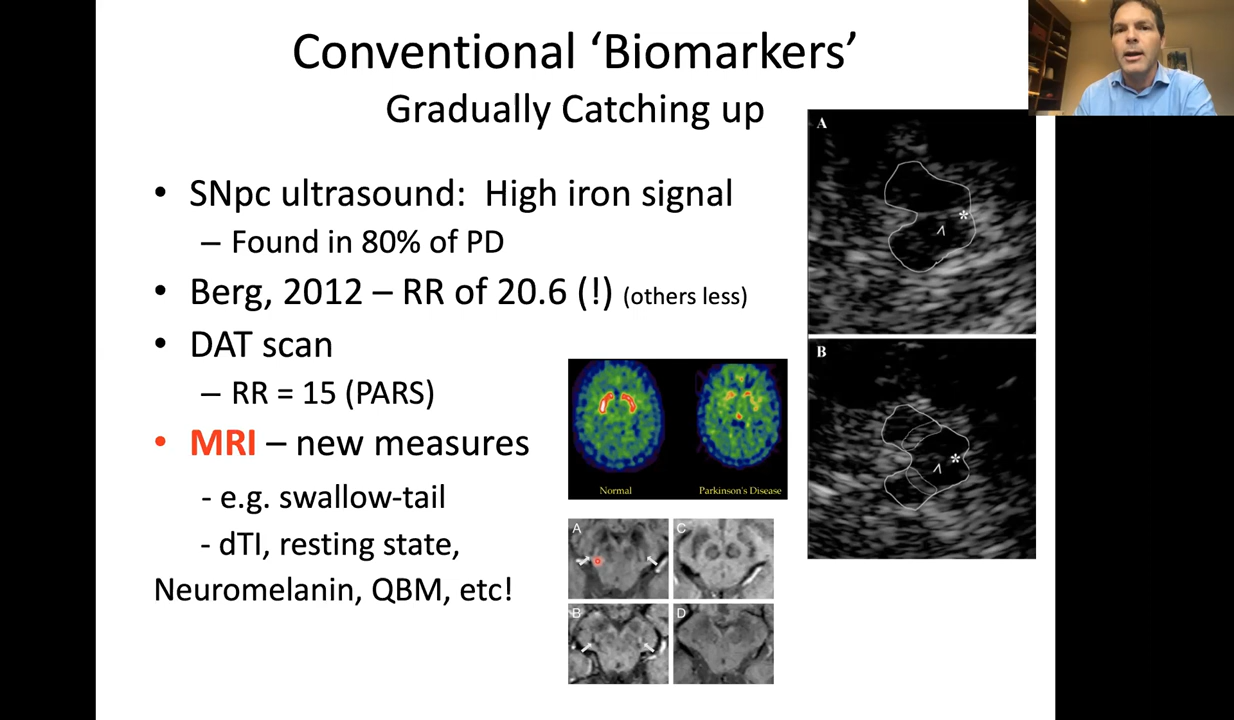 Conventional ‘Biomarkers’
Gradually Catching up
• SNpc ultrasound: High iron signal
– Found in 80% of PD
• Berg, 2012 – RR of 20.6 (!) (others less)
• DAT scan
– RR = 15 (PARS)
• MRI – new measures
- e.g. swallow-tail
- dTI, resting state,
Neuromelanin, QBM, etc!
A
*
^
B
*
^
Normal
Parkinson's Disease
A
C
B
D